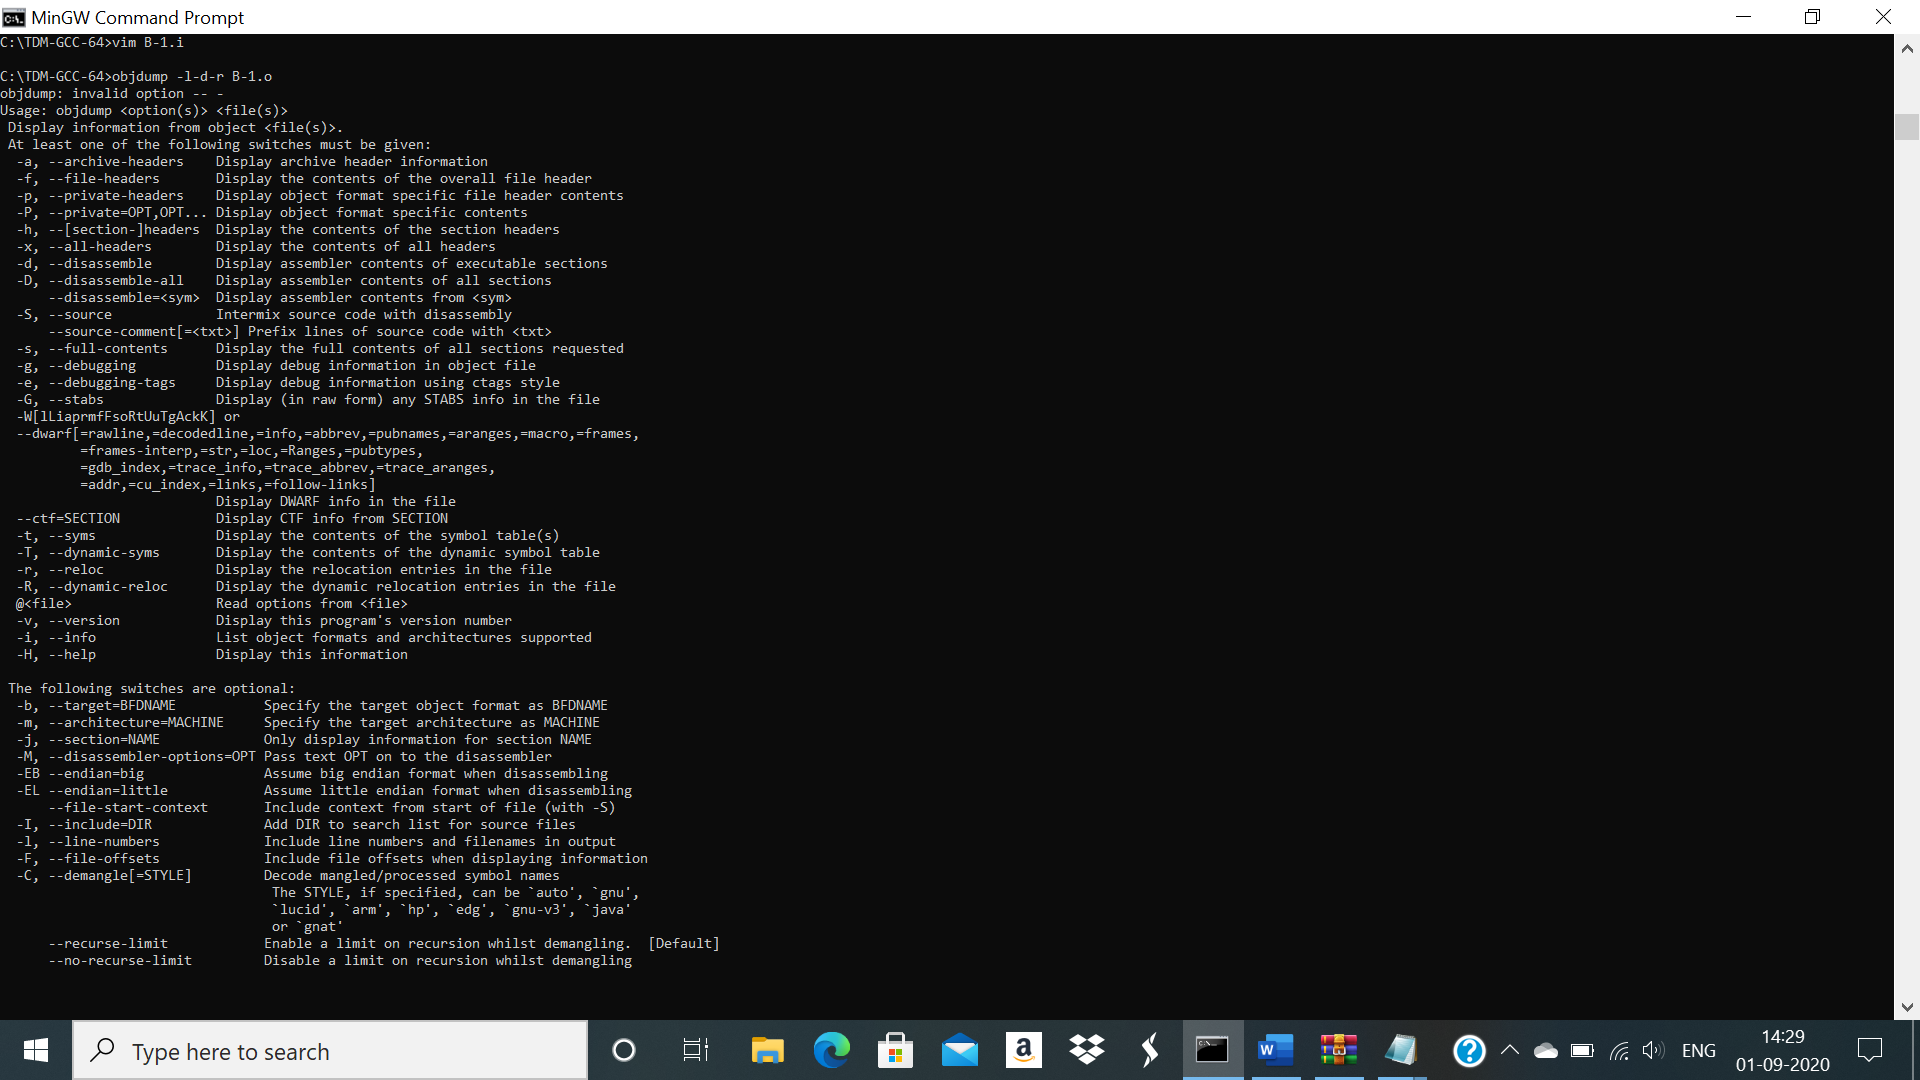 MinGW Command Prompt
C:\TDM-GCC-64>vim B-1.i
C:\TDM-GCC-64>objdump -l-d-r B-1.o
objdump: invalid option -- -
Usage: objdump <option(s)> <file(s)>
 Display information from object <file(s)>.
 At least one of the following switches must be given:
  -a, --archive-headers    Display archive header information
  -f, --file-headers       Display the contents of the overall file header
  -p, --private-headers    Display object format specific file header contents
  -P, --private=OPT,OPT... Display object format specific contents
  -h, --[section-]headers  Display the contents of the section headers
  -x, --all-headers        Display the contents of all headers
  -d, --disassemble        Display assembler contents of executable sections
  -D, --disassemble-all    Display assembler contents of all sections
      --disassemble=<sym>  Display assembler contents from <sym>
  -S, --source             Intermix source code with disassembly
      --source-comment[=<txt>] Prefix lines of source code with <txt>
  -s, --full-contents      Display the full contents of all sections requested
  -g, --debugging          Display debug information in object file
  -e, --debugging-tags     Display debug information using ctags style
  -G, --stabs              Display (in raw form) any STABS info in the file
  -W[lLiaprmfFsoRtUuTgAckK] or
  --dwarf[=rawline,=decodedline,=info,=abbrev,=pubnames,=aranges,=macro,=frames,
          =frames-interp,=str,=loc,=Ranges,=pubtypes,
          =gdb_index,=trace_info,=trace_abbrev,=trace_aranges,
          =addr,=cu_index,=links,=follow-links]
                           Display DWARF info in the file
  --ctf=SECTION            Display CTF info from SECTION
  -t, --syms               Display the contents of the symbol table(s)
  -T, --dynamic-syms       Display the contents of the dynamic symbol table
  -r, --reloc              Display the relocation entries in the file
  -R, --dynamic-reloc      Display the dynamic relocation entries in the file
  @<file>                  Read options from <file>
  -v, --version            Display this program's version number
  -i, --info               List object formats and architectures supported
  -H, --help               Display this information
 The following switches are optional:
  -b, --target=BFDNAME           Specify the target object format as BFDNAME
  -m, --architecture=MACHINE     Specify the target architecture as MACHINE
  -j, --section=NAME             Only display information for section NAME
  -M, --disassembler-options=OPT Pass text OPT on to the disassembler
  -EB --endian=big               Assume big endian format when disassembling
  -EL --endian=little            Assume little endian format when disassembling
      --file-start-context       Include context from start of file (with -S)
  -I, --include=DIR              Add DIR to search list for source files
  -l, --line-numbers             Include line numbers and filenames in output
  -F, --file-offsets             Include file offsets when displaying information
  -C, --demangle[=STYLE]         Decode mangled/processed symbol names
                                  The STYLE, if specified, can be `auto', `gnu',
                                  `lucid', `arm', `hp', `edg', `gnu-v3', `java'
                                  or `gnat'
      --recurse-limit            Enable a limit on recursion whilst demangling.  [Default]
      --no-recurse-limit         Disable a limit on recursion whilst demangling
Type here to search
ENG
14:29
01-09-2020